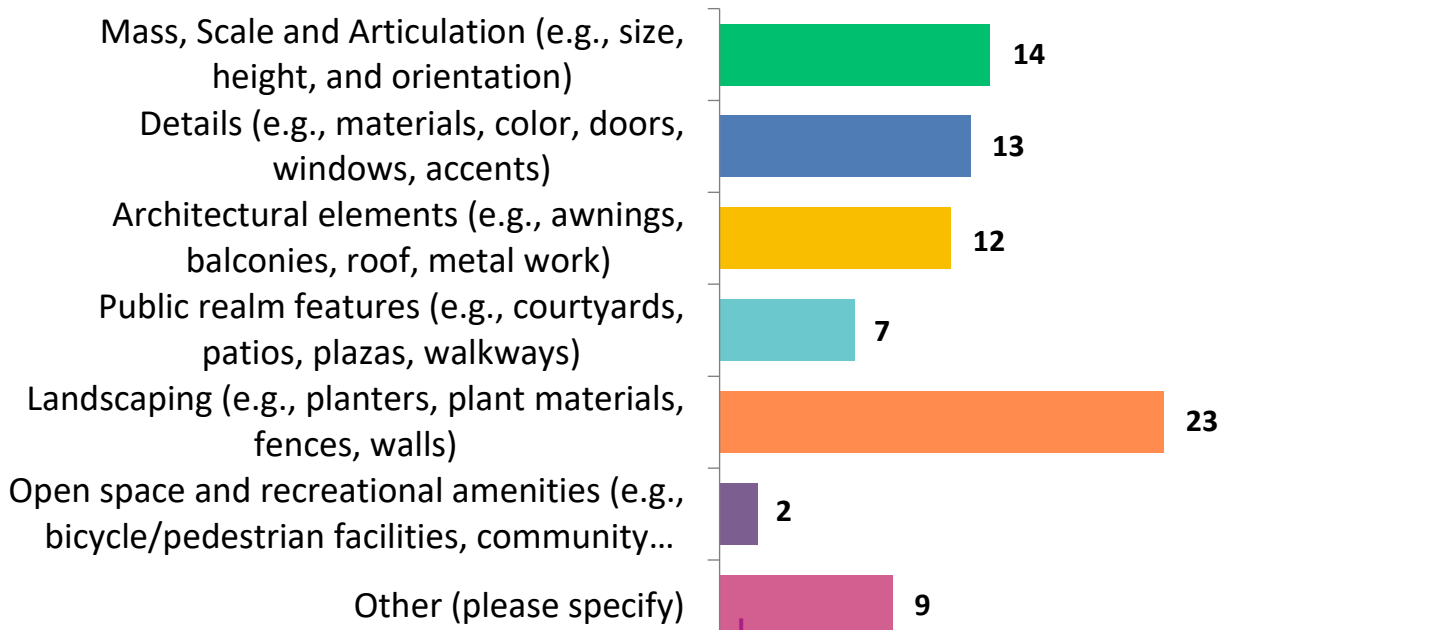 Mass, Scale and Articulation (e.g., size,
height, and orientation)
14
Details (e.g., materials, color, doors,
windows, accents)
13
Architectural elements (e.g., awnings,
balconies, roof, metal work)
12
Public realm features (e.g., courtyards,
patios, plazas, walkways)
7
Landscaping (e.g., planters, plant materials,
fences, walls)
23
Open space and recreational amenities (e.g.,
bicycle/pedestrian facilities, community…
2
Other (please specify)
9